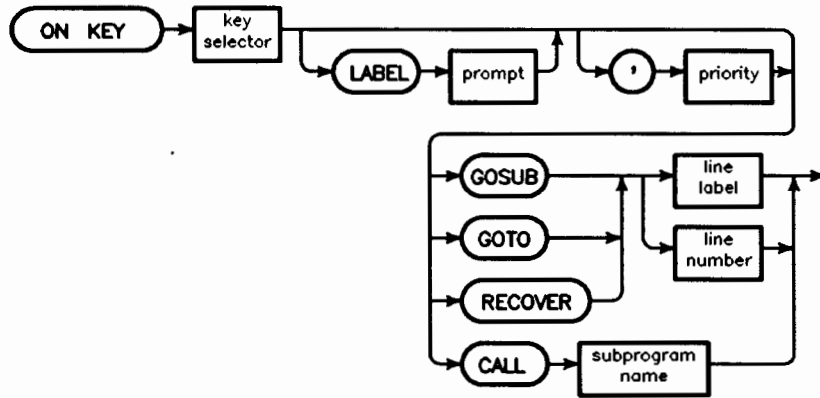 ON KEY
key
selector
LABEL
prompt
,
priority
GOSUB
line
label
GOTO
line
number
RECOVER
CALL
subprogram
name